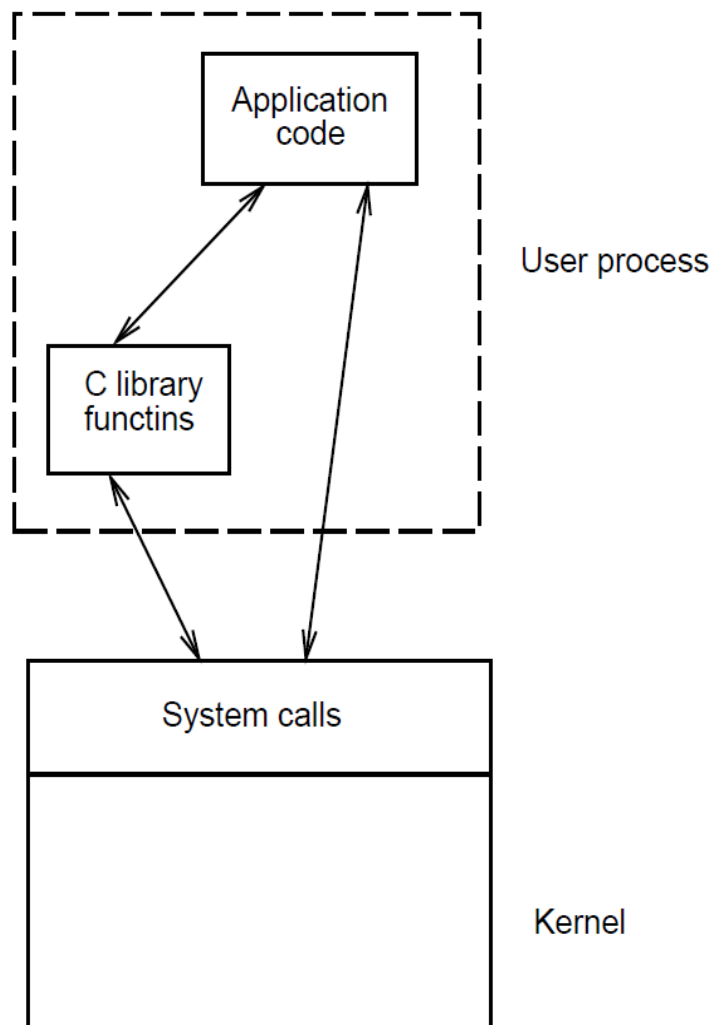 Application
code
User process
C library
functins
System calls
Kernel